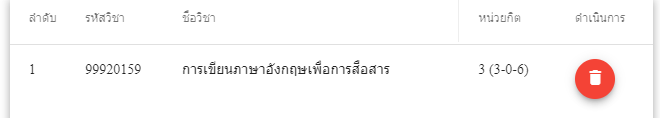 ลำดับ รหัสวิชา ชื่อวิชา หน่วยกิต ดำเนินการ
1 99920159 การเขียนภาษาอังกฤษเพื่อการสื่อสาร 3 (3-0-6)